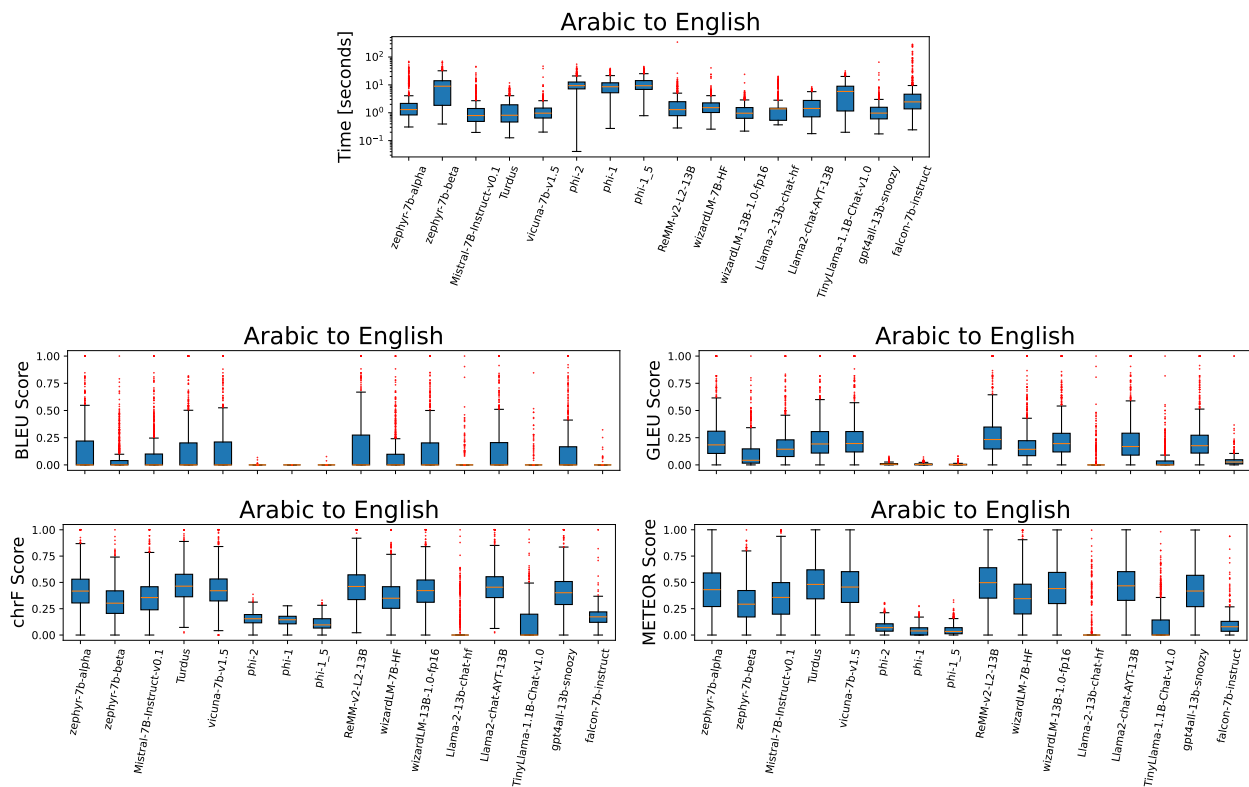 Arabic to English
Time [seconds]
10²
10¹
10⁰
10⁻¹
zephyr-7b-alpha
zephyr-7b-beta
Mistral-7B-Instruct-v0.1
Turdus
vicuna-7b-v1.5
phi-2
phi-1
phi-1_5
ReMM-v2-L2-13B
wizardLM-7B-HF
wizardLM-13B-1.0-fp16
Llama-2-13b-chat-hf
Llama2-chat-AYT-13B
TinyLlama-1.1B-Chat-v1.0
gpt4all-13b-snoozy
falcon-7b-instruct
Arabic to English
BLEU Score
1.00
0.75
0.50
0.25
0.00
Arabic to English
GLEU Score
1.00
0.75
0.50
0.25
0.00
Arabic to English
chrF Score
1.00
0.75
0.50
0.25
0.00
zephyr-7b-alpha
zephyr-7b-beta
Mistral-7B-Instruct-v0.1
Turdus
vicuna-7b-v1.5
phi-2
phi-1
phi-1_5
ReMM-v2-L2-13B
wizardLM-7B-HF
wizardLM-13B-1.0-fp16
Llama-2-13b-chat-hf
Llama2-chat-AYT-13B
TinyLlama-1.1B-Chat-v1.0
gpt4all-13b-snoozy
falcon-7b-instruct
Arabic to English
METEOR Score
1.00
0.75
0.50
0.25
0.00
zephyr-7b-alpha
zephyr-7b-beta
Mistral-7B-Instruct-v0.1
Turdus
vicuna-7b-v1.5
phi-2
phi-1
phi-1_5
ReMM-v2-L2-13B
wizardLM-7B-HF
wizardLM-13B-1.0-fp16
Llama-2-13b-chat-hf
Llama2-chat-AYT-13B
TinyLlama-1.1B-Chat-v1.0
gpt4all-13b-snoozy
falcon-7b-instruct